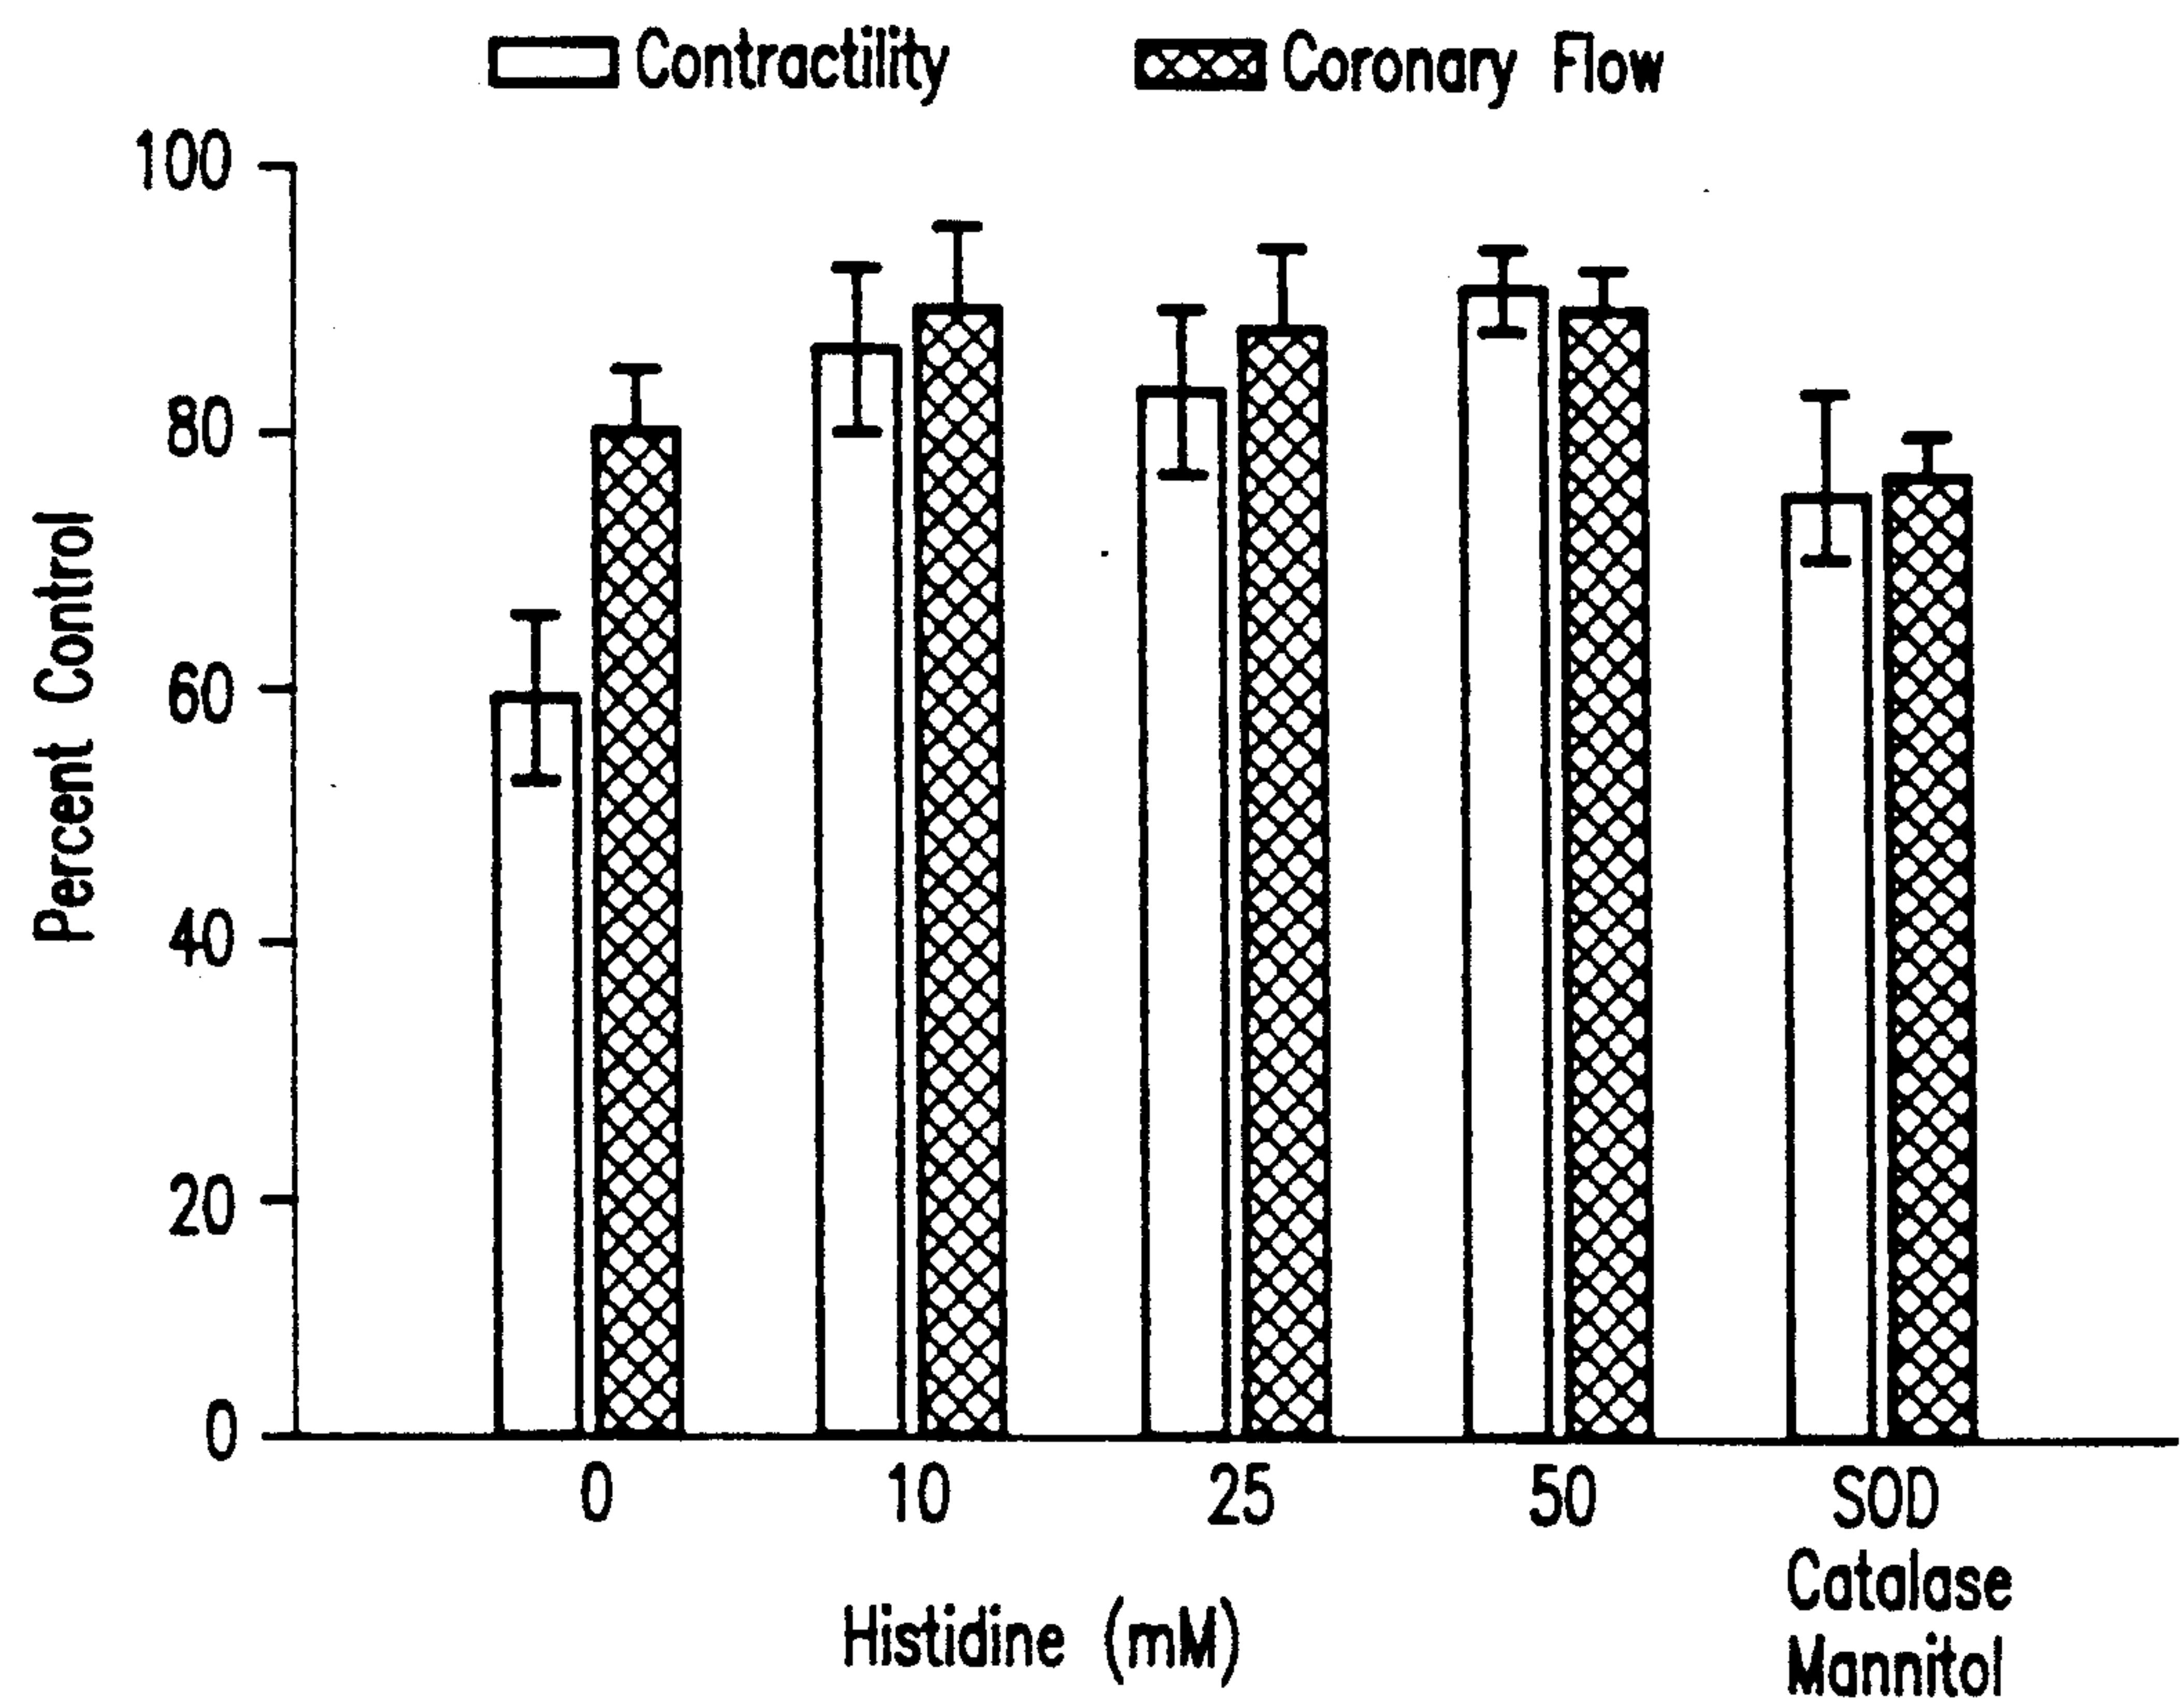 Contractility Coronary Flow
100
80
60
40
20
0
Percent Control
0 10 25 50 SOD
Catalase
Mannitol
Histidine (mM)